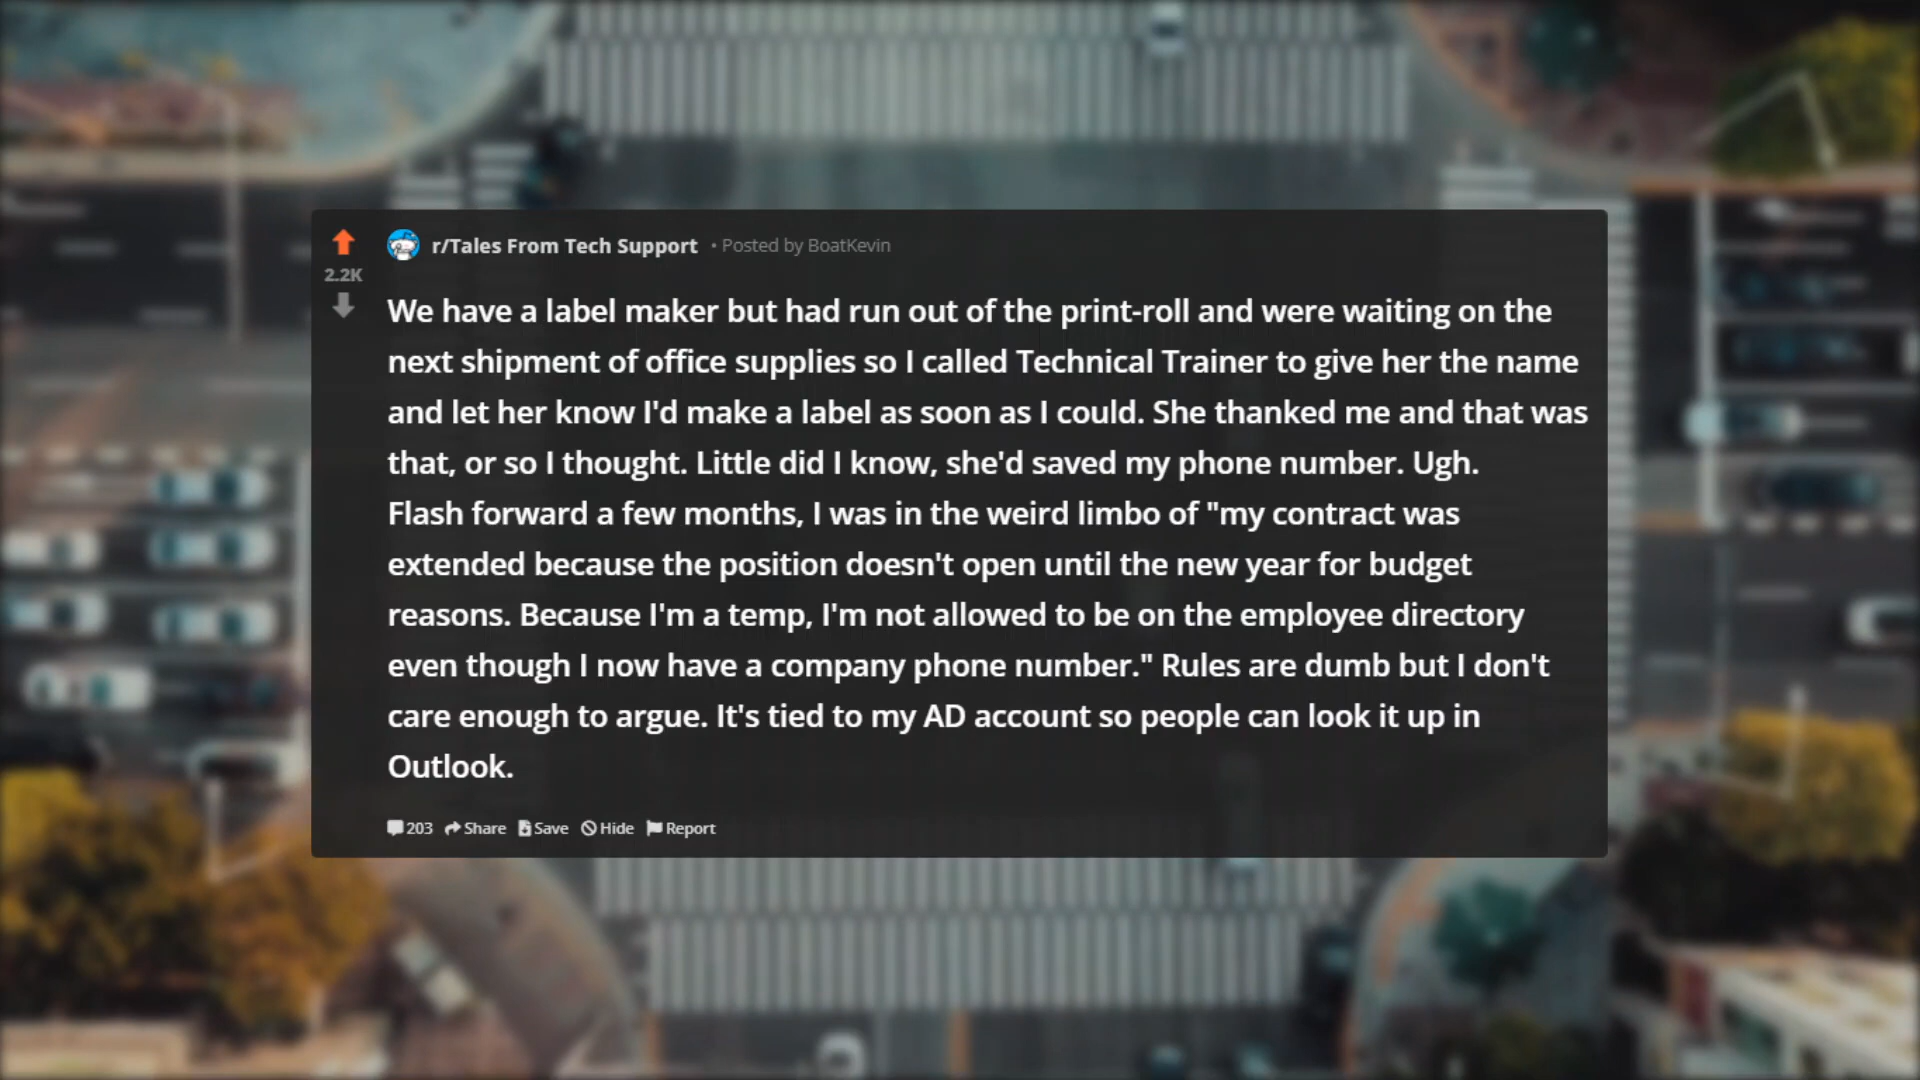 r/Tales From Tech Support • Posted by BoatKevin
2.2K
We have a label maker but had run out of the print-roll and were waiting on the
next shipment of office supplies so I called Technical Trainer to give her the name
and let her know I'd make a label as soon as I could. She thanked me and that was
that, or so I thought. Little did I know, she'd saved my phone number. Ugh.
Flash forward a few months, I was in the weird limbo of "my contract was
extended because the position doesn't open until the new year for budget
reasons. Because I'm a temp, I'm not allowed to be on the employee directory
even though I now have a company phone number." Rules are dumb but I don't
care enough to argue. It's tied to my AD account so people can look it up in
Outlook.
203 Share Save Hide Report